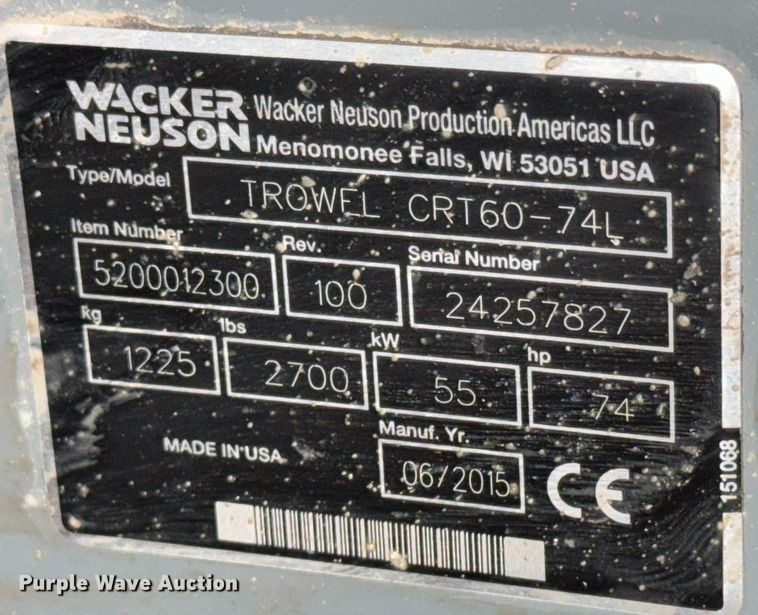 WACKER NEUSON
Wacker Neuson Production Americas LLC
Menomonee Falls, WI 53051 USA
Type/Model
TROWEL CRT60-74L
Item Number Rev. Serial Number
5200012300 100 24257827
kg lbs kW hp
1225 2700 55 74
Manuf. Yr.
MADE IN USA 06/2015 CE
151068
Purple Wave Auction